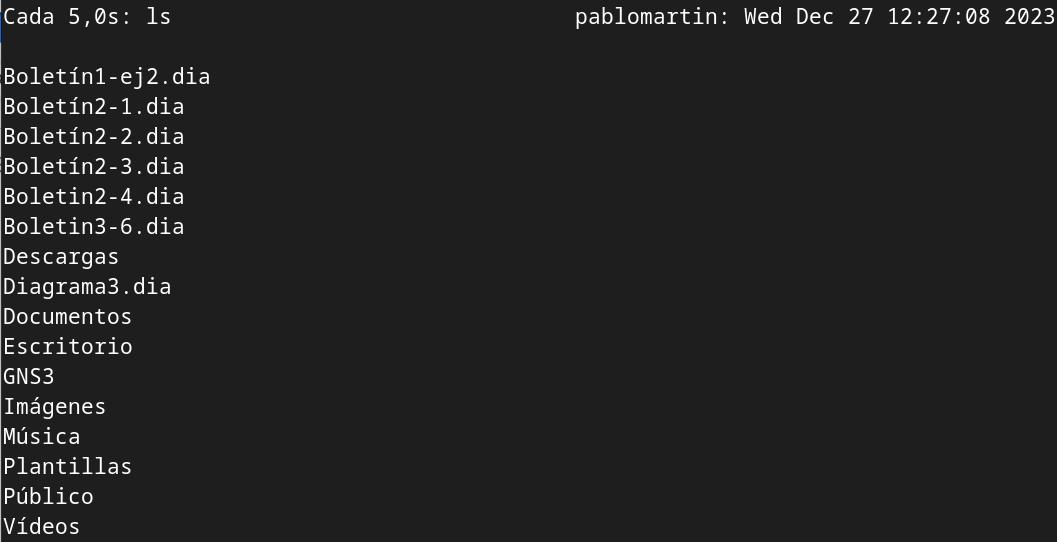 Cada 5,0s: ls pablomartin: Wed Dec 27 12:27:08 2023
Boletín1-ej2.dia
Boletín2-1.dia
Boletín2-2.dia
Boletín2-3.dia
Boletin2-4.dia
Boletin3-6.dia
Descargas
Diagrama3.dia
Documentos
Escritorio
GNS3
Imágenes
Música
Plantillas
Público
Vídeos